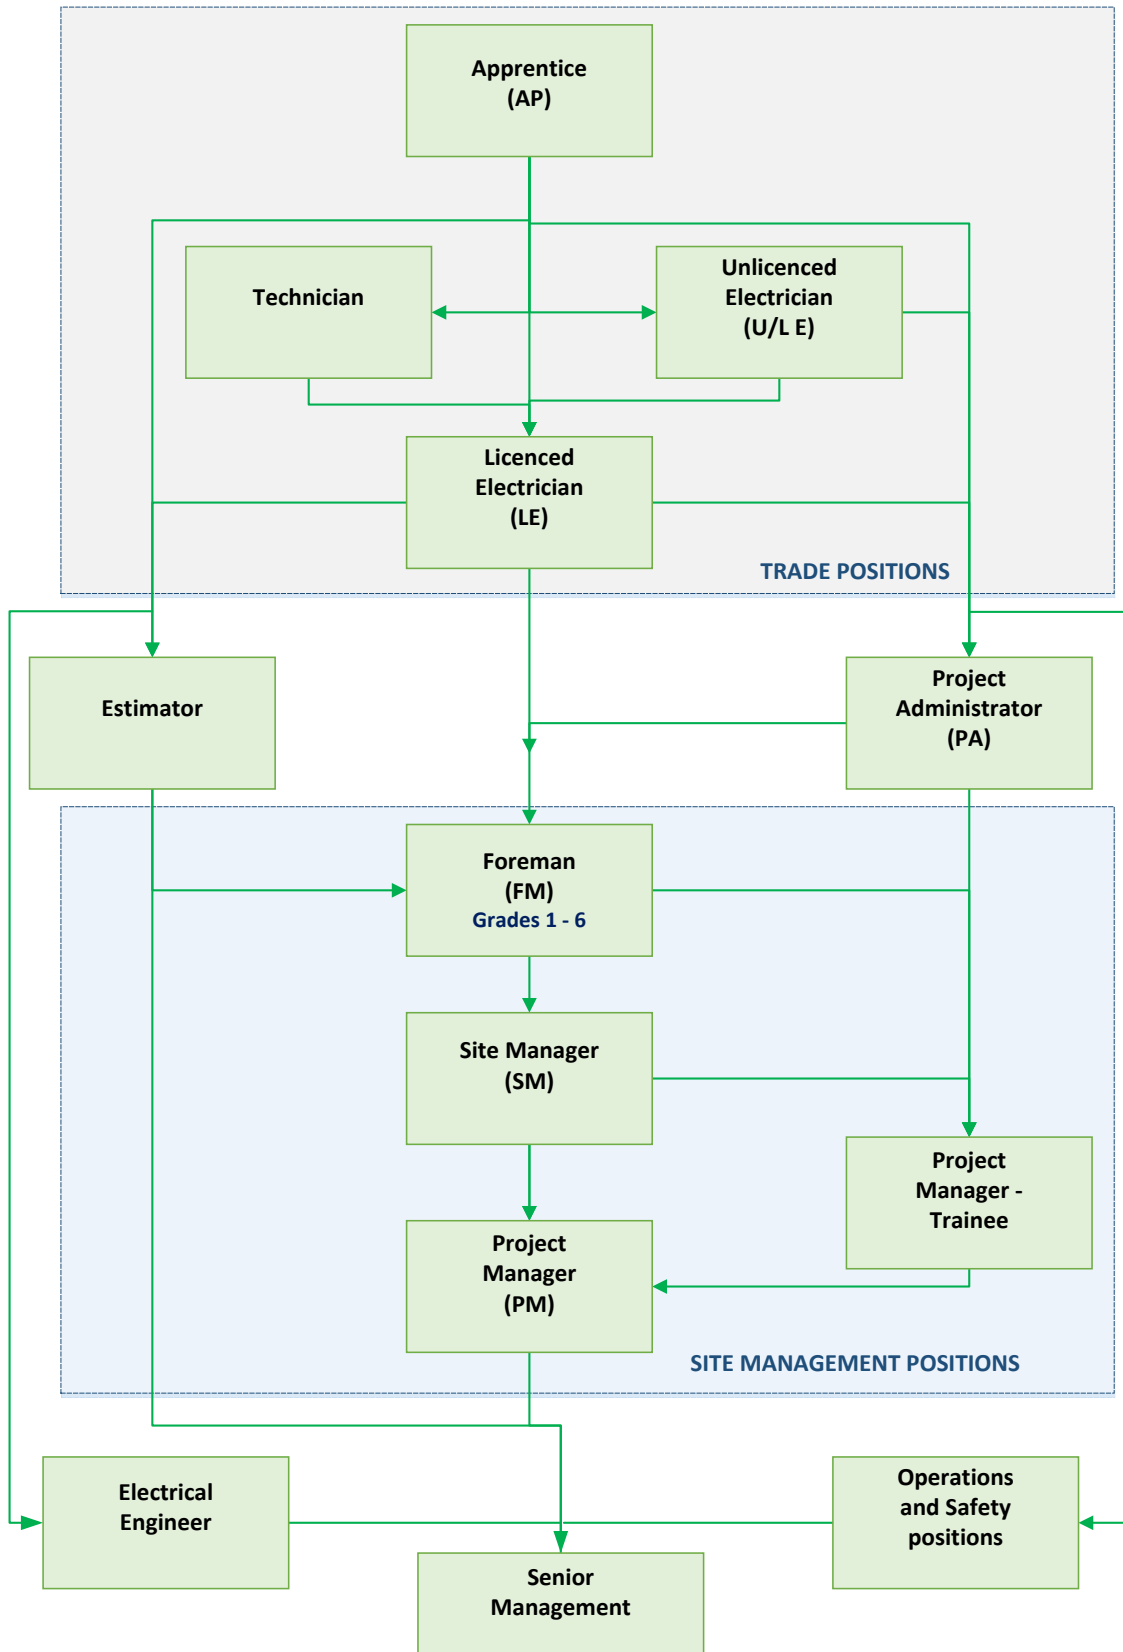 Apprentice
(AP)
Technician
Unlicenced
Electrician
(U/L E)
Licenced
Electrician
(LE)
TRADE POSITIONS
Estimator
Project
Administrator
(PA)
Foreman
(FM)
Grades 1 - 6
Site Manager
(SM)
Project
Manager -
Trainee
Project
Manager
(PM)
SITE MANAGEMENT POSITIONS
Electrical
Engineer
Operations
and Safety
positions
Senior
Management